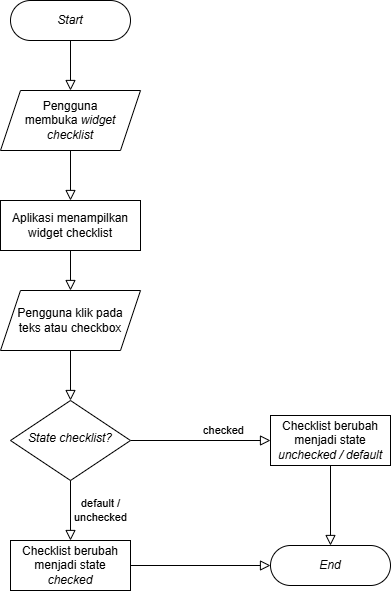 Start
Pengguna
membuka widget
checklist
Aplikasi menampilkan
widget checklist
Pengguna klik pada
teks atau checkbox
State checklist?
checked
Checklist berubah
menjadi state
unchecked / default
default /
unchecked
Checklist berubah
menjadi state
checked
End